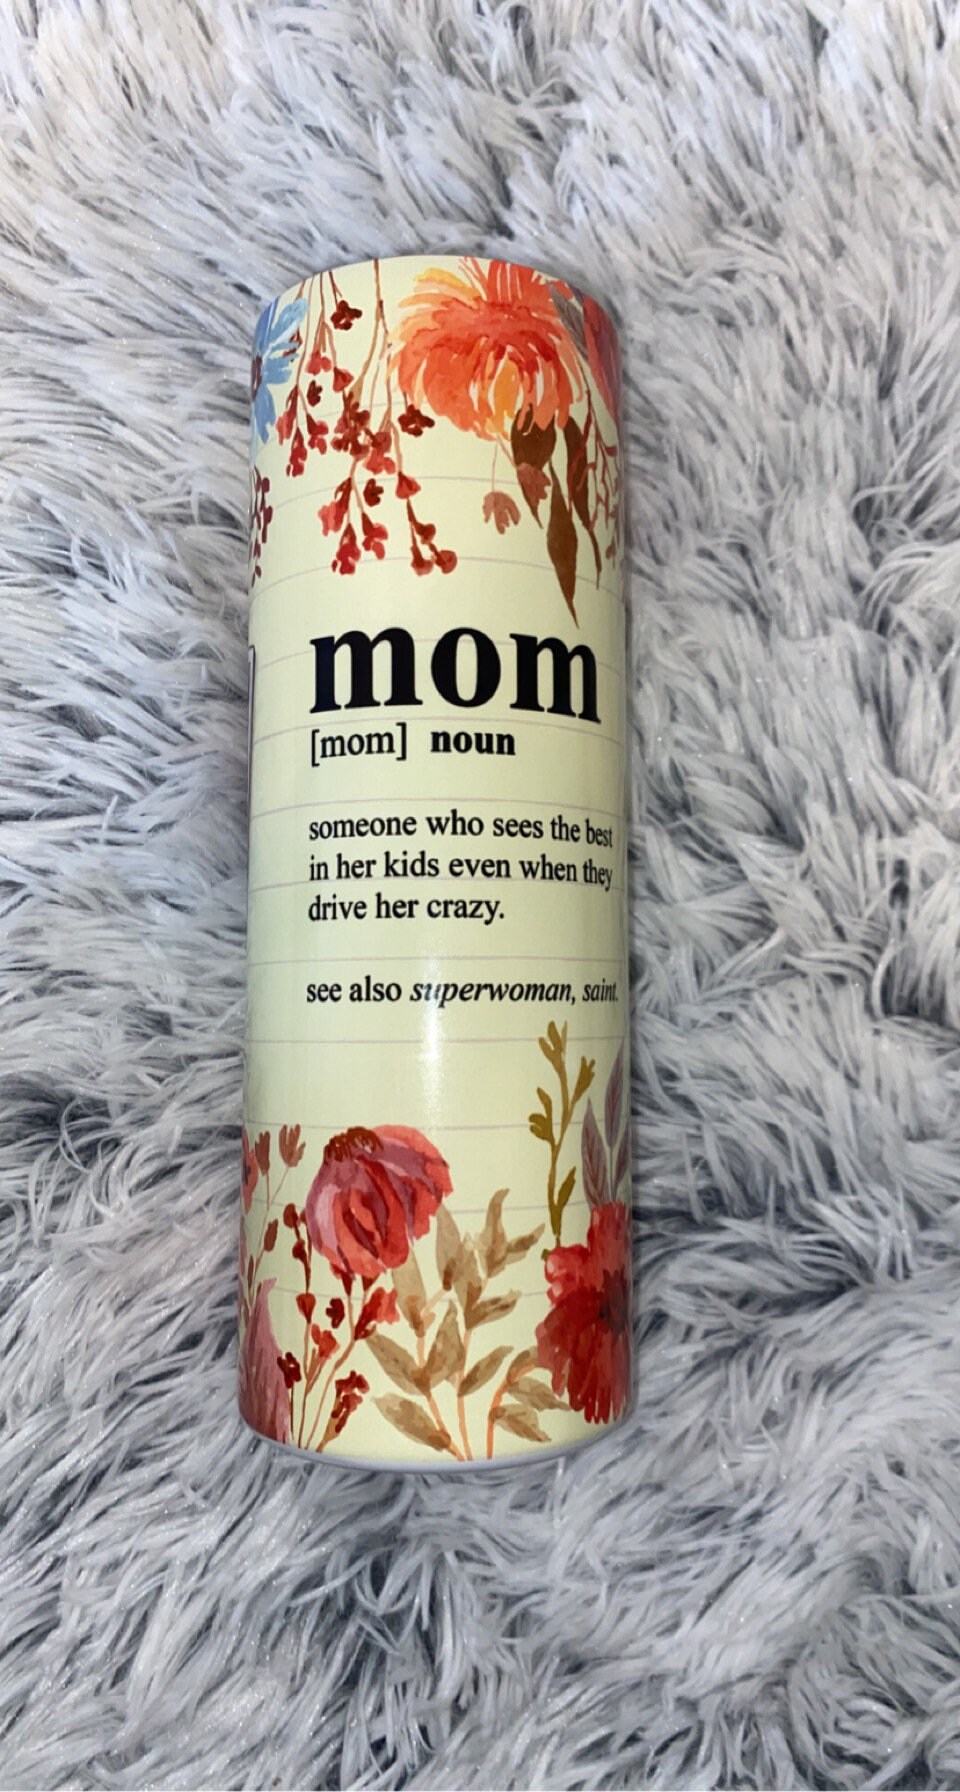 mom
[mom] noun
someone who sees the best
in her kids even when they
drive her crazy.
see also superwoman, saint.